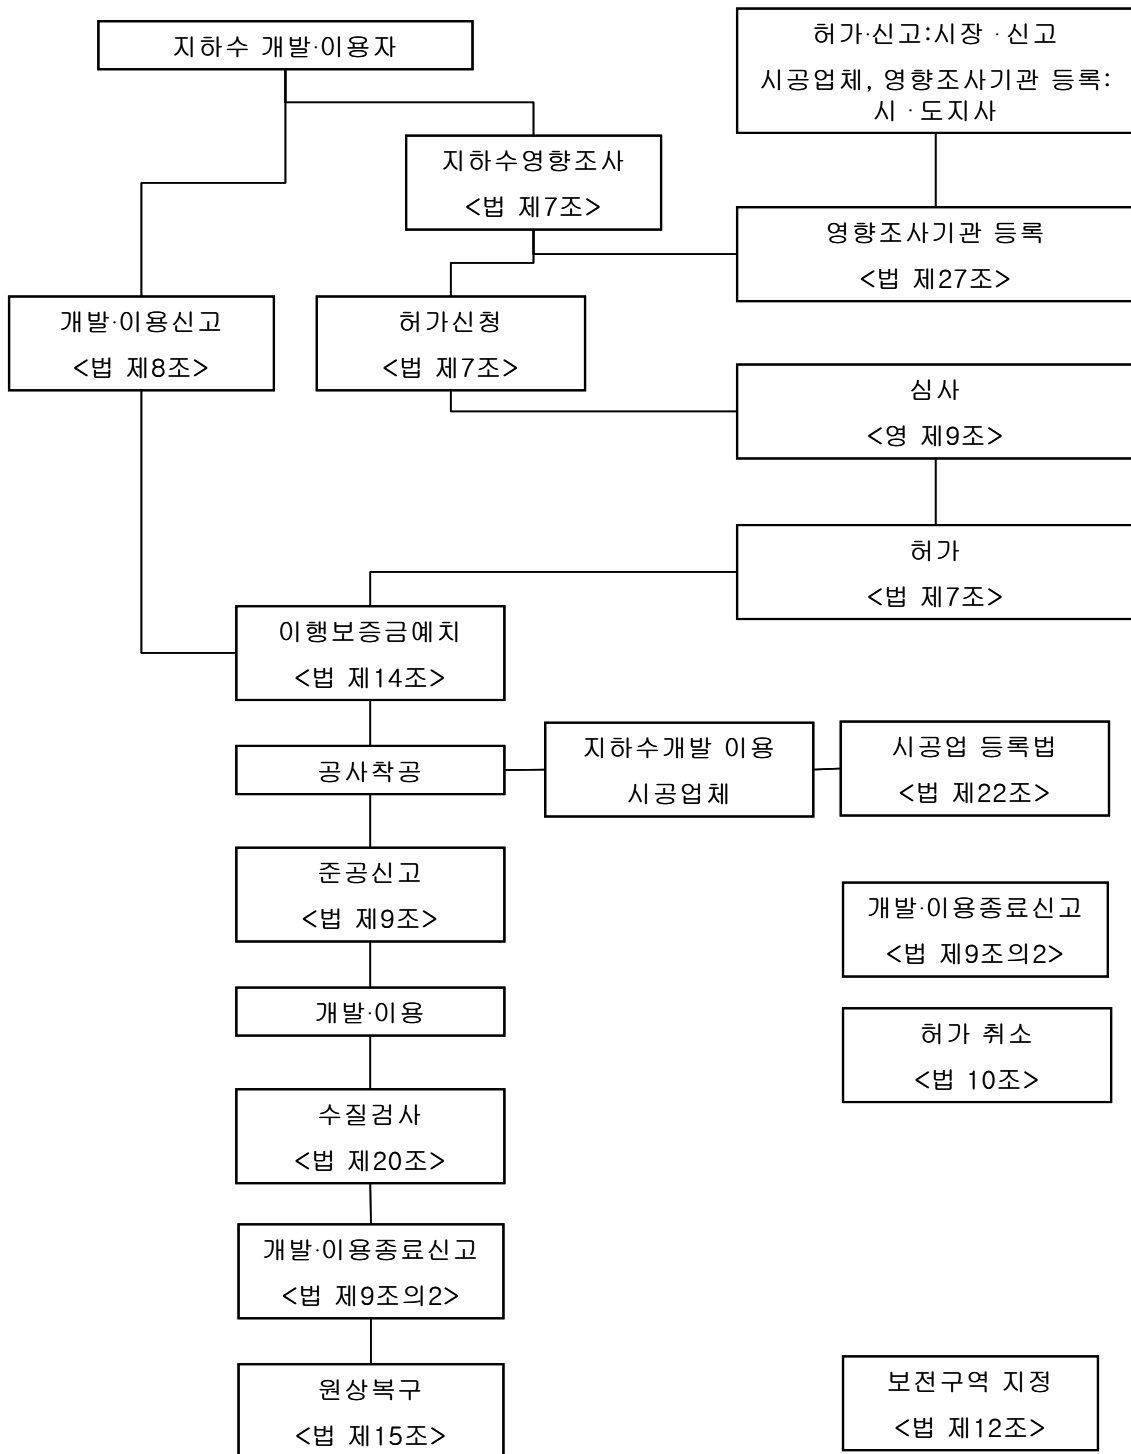 지하수 개발·이용자
허가·신고:시장 · 신고
시공업체, 영향조사기관 등록:
시 · 도지사
지하수영향조사
<법 제7조>
영향조사기관 등록
<법 제27조>
개발·이용신고
<법 제8조>
허가신청
<법 제7조>
심사
<영 제9조>
허가
<법 제7조>
이행보증금예치
<법 제14조>
공사착공
지하수개발 이용
시공업체
시공업 등록법
<법 제22조>
준공신고
<법 제9조>
개발·이용종료신고
<법 제9조의2>
개발·이용
허가 취소
<법 10조>
수질검사
<법 제20조>
개발·이용종료신고
<법 제9조의2>
원상복구
<법 제15조>
보전구역 지정
<법 제12조>